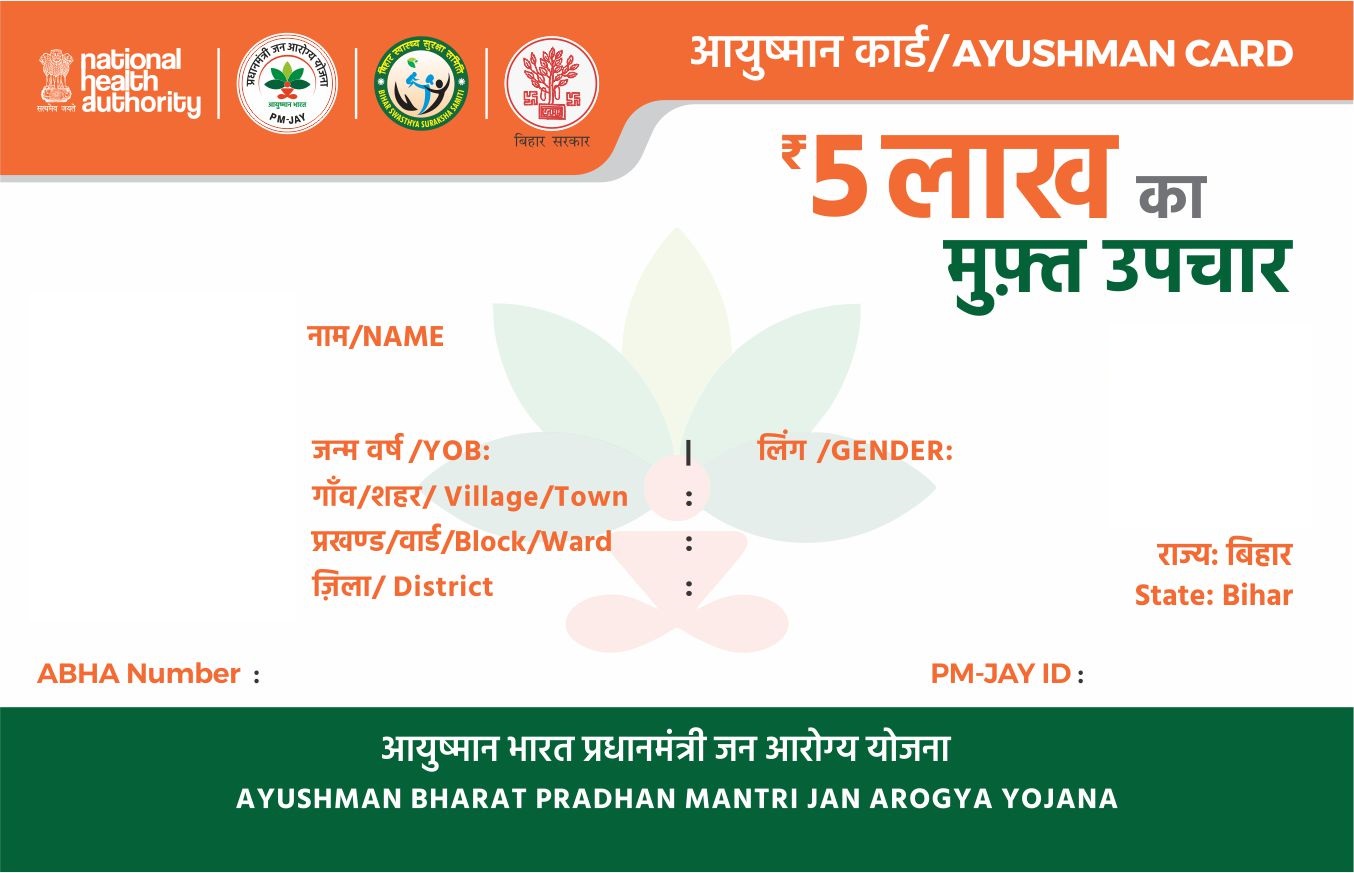 national
health
authority
सत्यमेव जयते
प्रधानमंत्री जन आरोग्य योजना
आयुष्मान भारत
PM-JAY
बिहार स्वास्थ्य सुरक्षा समिति
BIHAR SWASTHYA SURAKSHA SAMITI
बिहार सरकार
आयुष्मान कार्ड/AYUSHMAN CARD
₹5 लाख का
मुफ़्त उपचार
नाम/NAME
जन्म वर्ष /YOB: | लिंग /GENDER:
गाँव/शहर/ Village/Town :
प्रखण्ड/वार्ड/Block/Ward :
ज़िला/ District :
राज्य: बिहार
State: Bihar
ABHA Number : PM-JAY ID :
आयुष्मान भारत प्रधानमंत्री जन आरोग्य योजना
AYUSHMAN BHARAT PRADHAN MANTRI JAN AROGYA YOJANA